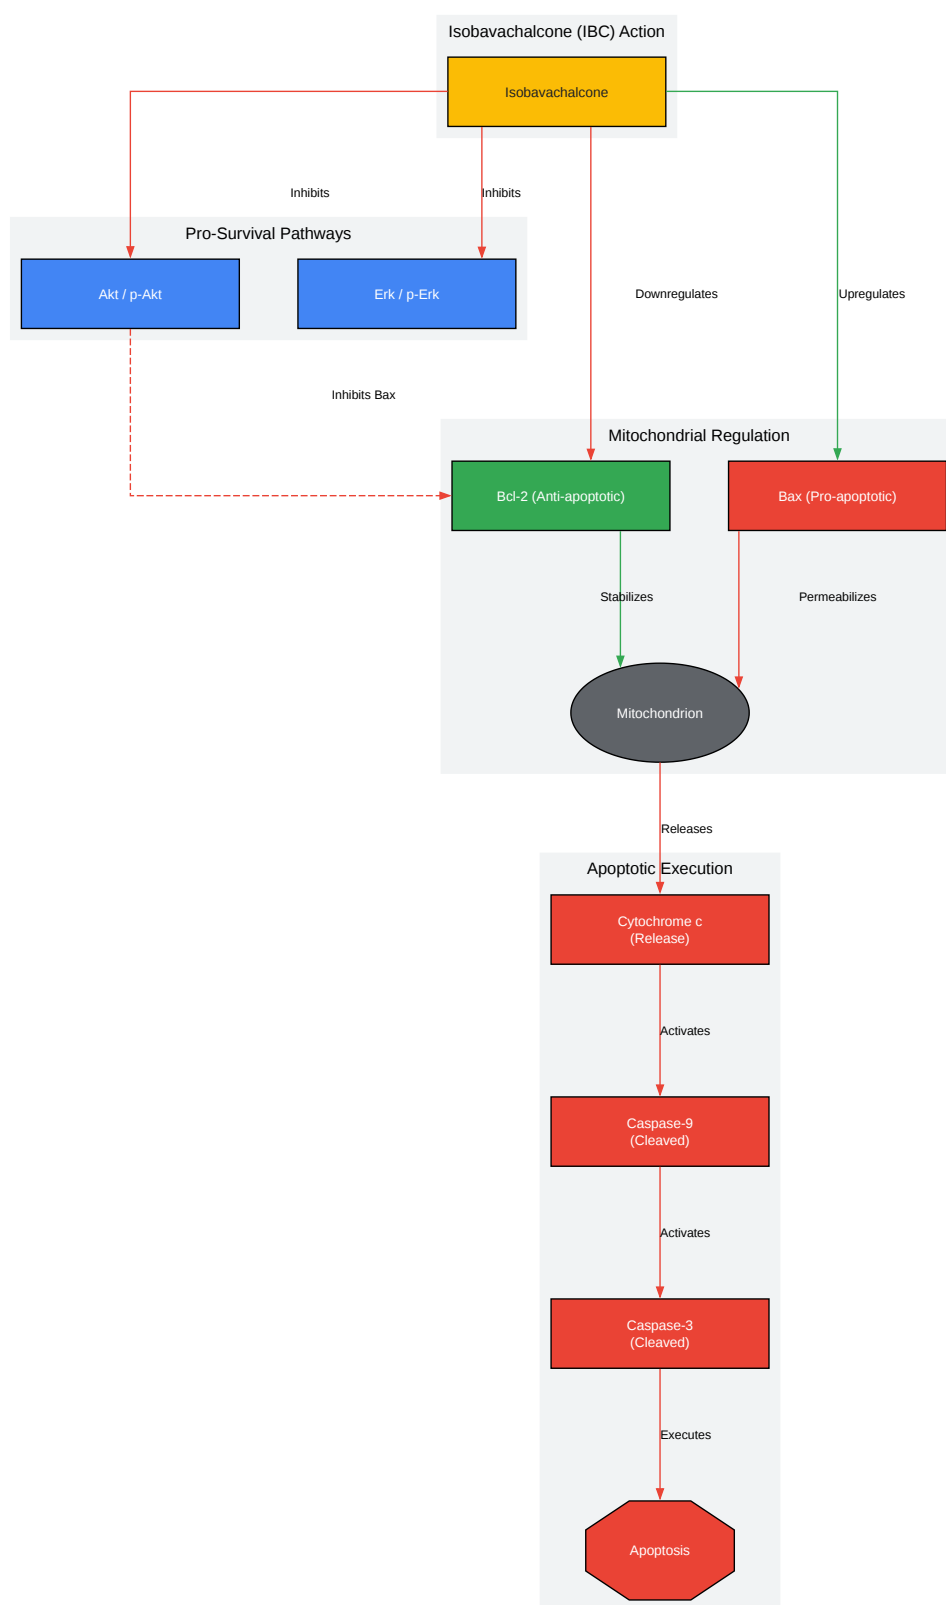 Isobavachalcone (IBC) Action
Isobavachalcone
Inhibits
Inhibits
Pro-Survival Pathways
Akt / p-Akt
Erk / p-Erk
Downregulates
Upregulates
Inhibits Bax
Mitochondrial Regulation
Bcl-2 (Anti-apoptotic)
Bax (Pro-apoptotic)
Stabilizes
Permeabilizes
Mitochondrion
Releases
Apoptotic Execution
Cytochrome c
(Release)
Activates
Caspase-9
(Cleaved)
Activates
Caspase-3
(Cleaved)
Executes
Apoptosis